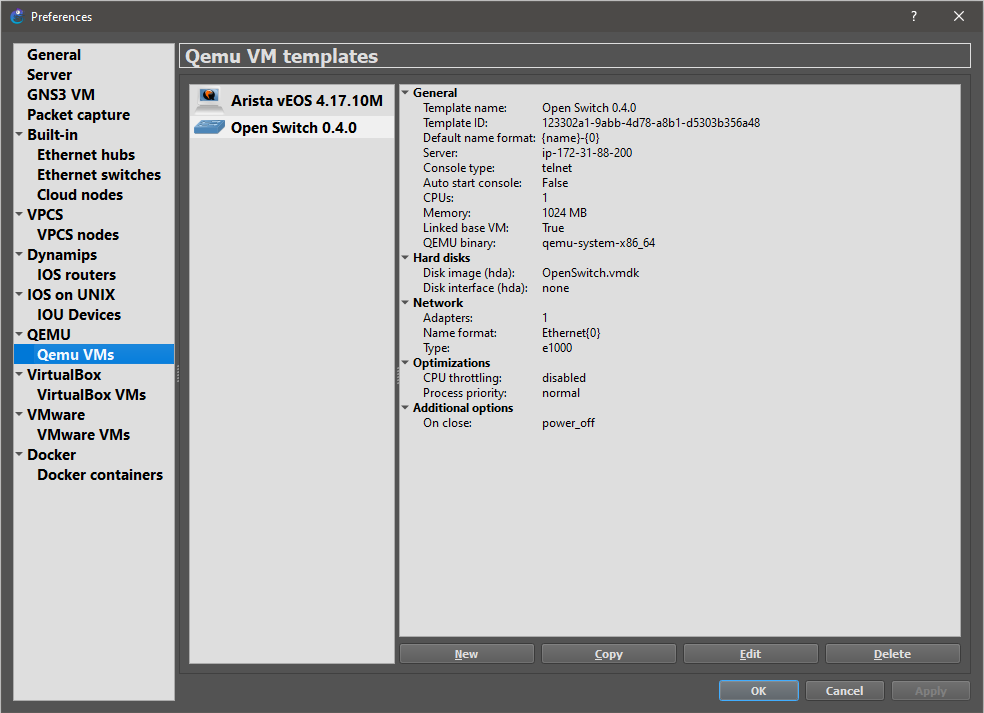 Preferences
?
General
Server
GNS3 VM
Packet capture
Built-in
Ethernet hubs
Ethernet switches
Cloud nodes
VPCS
VPCS nodes
Dynamips
IOS routers
IOS on UNIX
IOU Devices
QEMU
Qemu VMs
VirtualBox
VirtualBox VMs
VMware
VMware VMs
Docker
Docker containers
Qemu VM templates
Arista vEOS 4.17.10M
Open Switch 0.4.0
General
Template name: Open Switch 0.4.0
Template ID: 123302a1-9abb-4d78-a8b1-d5303b356a48
Default name format: {name}-{0}
Server: ip-172-31-88-200
Console type: telnet
Auto start console: False
CPUs: 1
Memory: 1024 MB
Linked base VM: True
QEMU binary: qemu-system-x86_64
Hard disks
Disk image (hda): OpenSwitch.vmdk
Disk interface (hda): none
Network
Adapters: 1
Name format: Ethernet{0}
Type: e1000
Optimizations
CPU throttling: disabled
Process priority: normal
Additional options
On close: power_off
New Copy Edit Delete
OK Cancel Apply